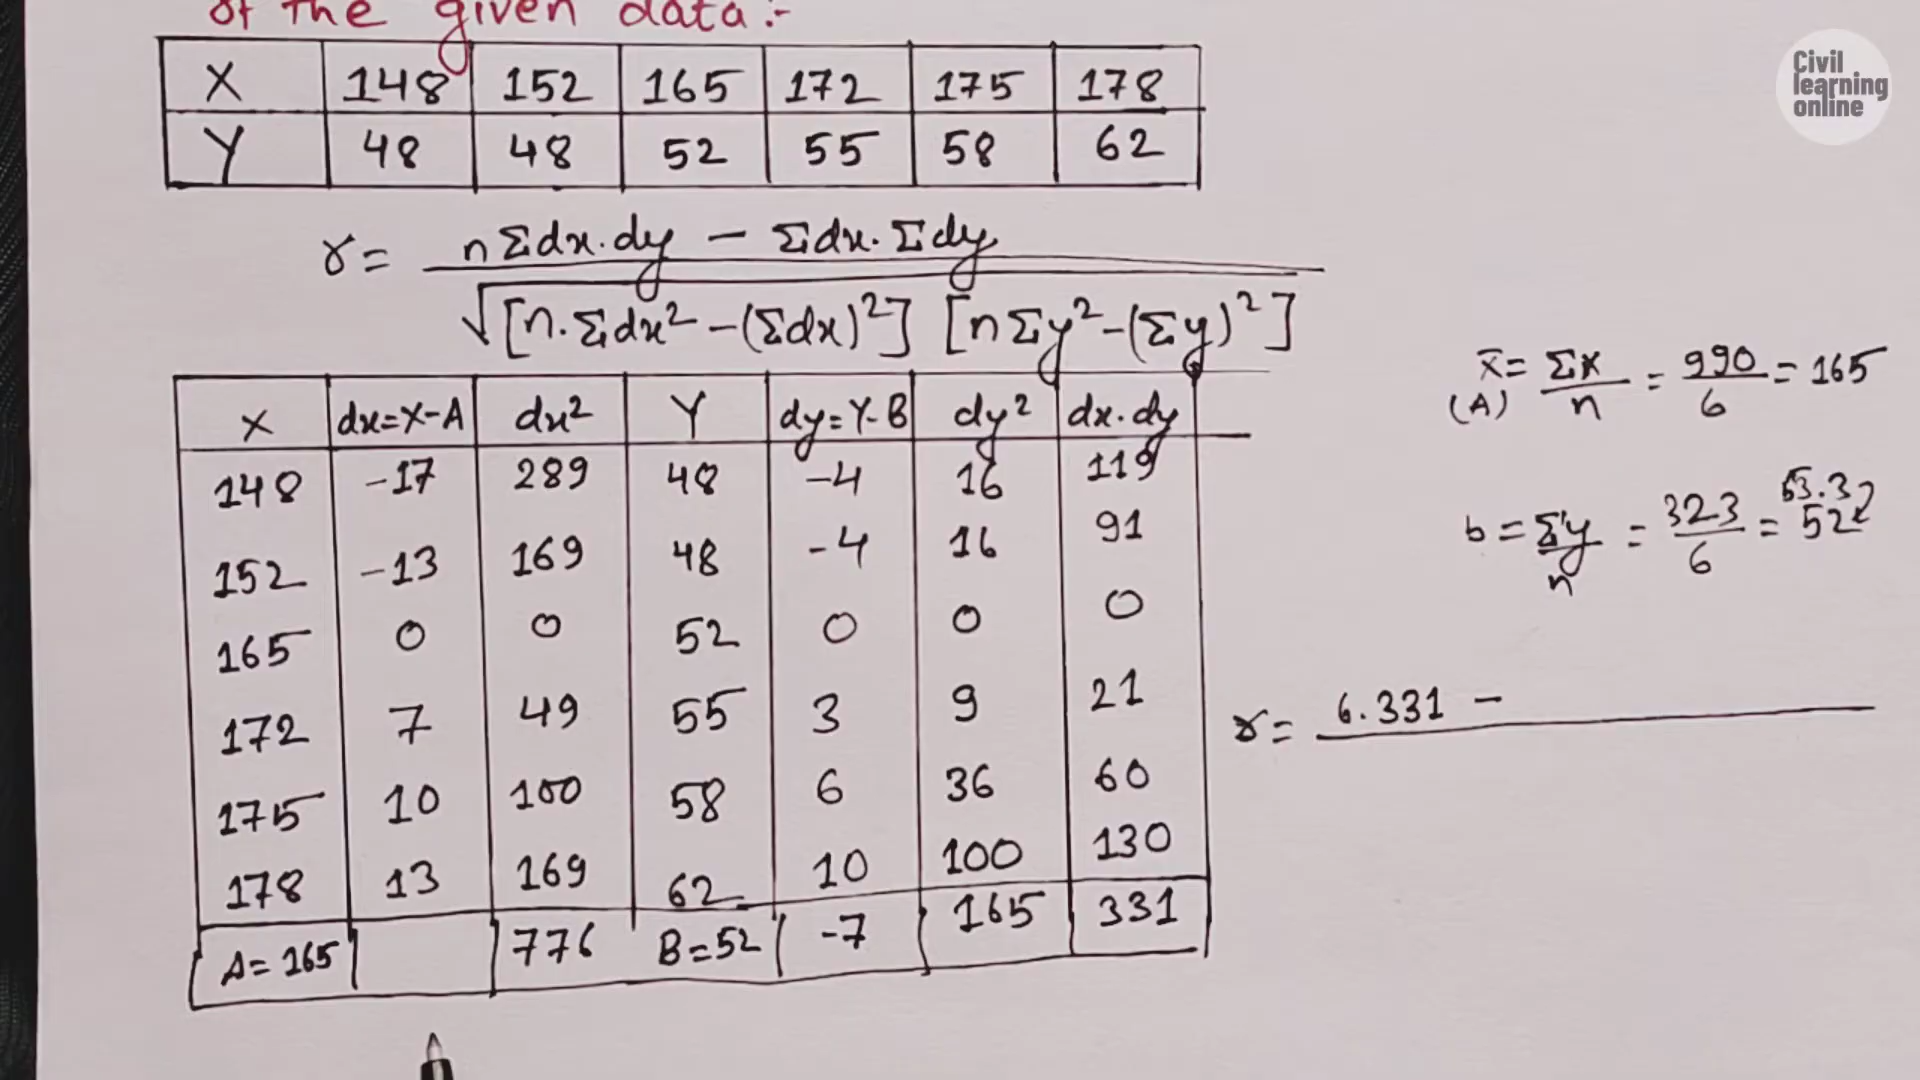 of the given data:-
Civil
learning
online
X 148 152 165 172 175 178
Y 48 48 52 55 58 62
r = n Σdx.dy - Σdx. Σdy
√[n.Σdx² -(Σdx)²] [nΣy²-(Σy)²]
x̄ = Σx/n = 990/6 = 165
(A)
X dx=X-A dx² Y dy=Y-B dy² dx.dy
148 -17 289 48 -4 16 119
152 -13 169 48 -4 16 91
b = Σy/n = 323/6 = 53.3 52
165 0 0 52 0 0 0
172 7 49 55 3 9 21
r = 6.331 -
175 10 100 58 6 36 60
178 13 169 62 10 100 130
A=165 776 B=52 -7 165 331